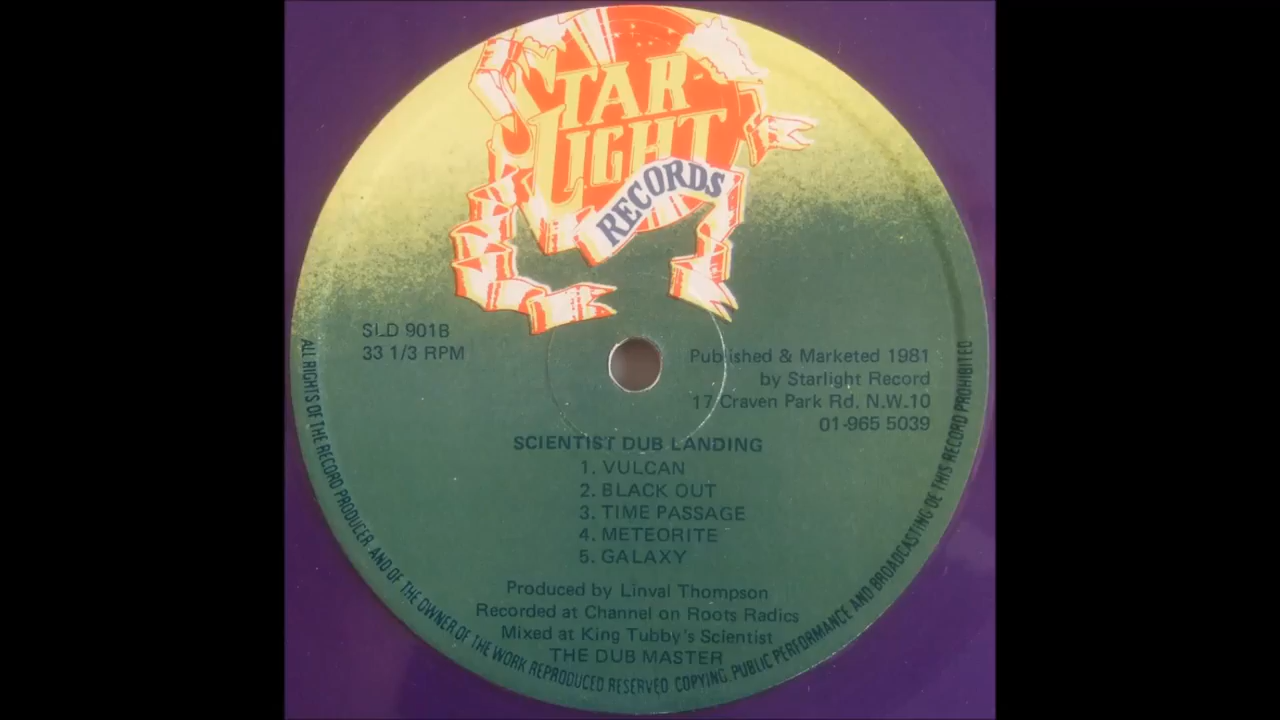 STAR
LIGHT
RECORDS
SLD 901B
33 1/3 RPM
Published & Marketed 1981
by Starlight Record
17 Craven Park Rd. N.W.10
01-965 5039
SCIENTIST DUB LANDING
1. VULCAN
2. BLACK OUT
3. TIME PASSAGE
4. METEORITE
5. GALAXY
Produced by Linval Thompson
Recorded at Channel on Roots Radics
Mixed at King Tubby's Scientist
THE DUB MASTER
ALL RIGHTS OF THE RECORD PRODUCER AND OF THE OWNER OF THE WORK REPRODUCED RESERVED COPYING, PUBLIC PERFORMANCE AND BROADCASTING OE THIS RECORD PROHIBITED